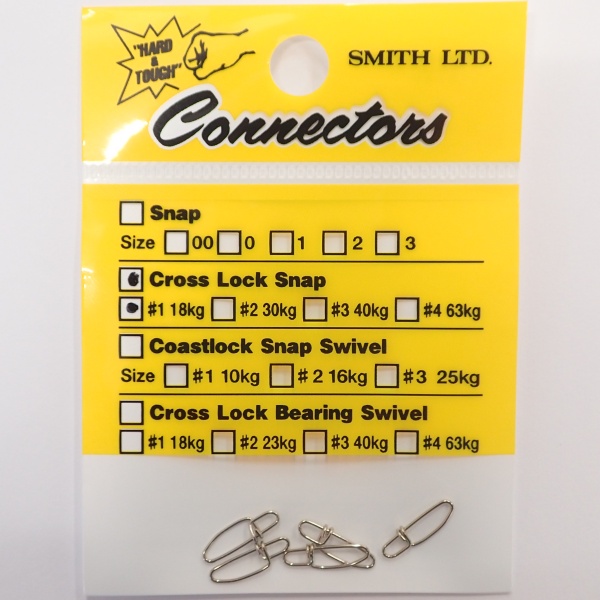 "HARD
&
TOUGH"
SMITH LTD.
Connectors
Snap
Size 00 0 1 2 3
Cross Lock Snap
#1 18kg #2 30kg #3 40kg #4 63kg
Coastlock Snap Swivel
Size #1 10kg #2 16kg #3 25kg
Cross Lock Bearing Swivel
#1 18kg #2 23kg #3 40kg #4 63kg